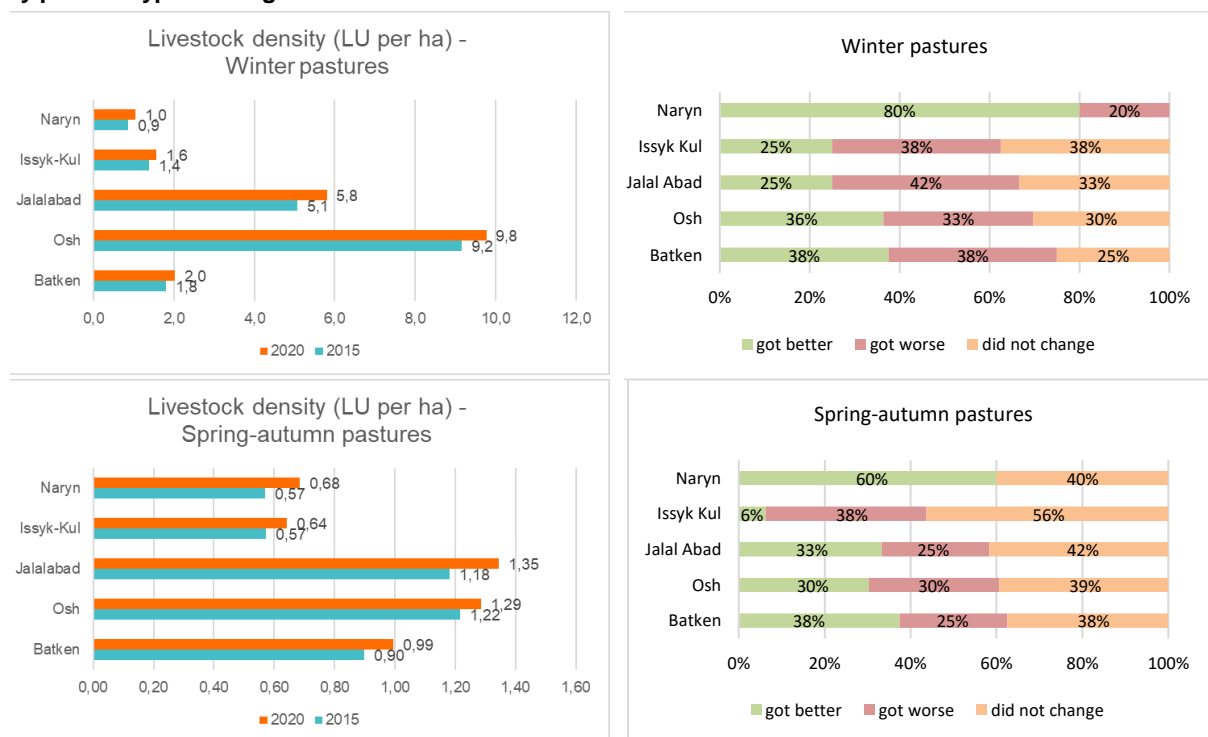 Livestock density (LU per ha) -
Winter pastures
Naryn 1,0
0,9
Issyk-Kul 1,6
1,4
Jalalabad 5,8
5,1
Osh 9,8
9,2
Batken 2,0
1,8
0,0 2,0 4,0 6,0 8,0 10,0 12,0
2020 2015
Winter pastures
Naryn 80% 20%
Issyk Kul 25% 38% 38%
Jalal Abad 25% 42% 33%
Osh 36% 33% 30%
Batken 38% 38% 25%
0% 20% 40% 60% 80% 100%
got better got worse did not change
Livestock density (LU per ha) -
Spring-autumn pastures
Naryn 0,68
0,57
Issyk-Kul 0,64
0,57
Jalalabad 1,35
1,18
Osh 1,29
1,22
Batken 0,99
0,90
0,00 0,20 0,40 0,60 0,80 1,00 1,20 1,40 1,60
2020 2015
Spring-autumn pastures
Naryn 60% 40%
Issyk Kul 6% 38% 56%
Jalal Abad 33% 25% 42%
Osh 30% 30% 39%
Batken 38% 25% 38%
0% 20% 40% 60% 80% 100%
got better got worse did not change